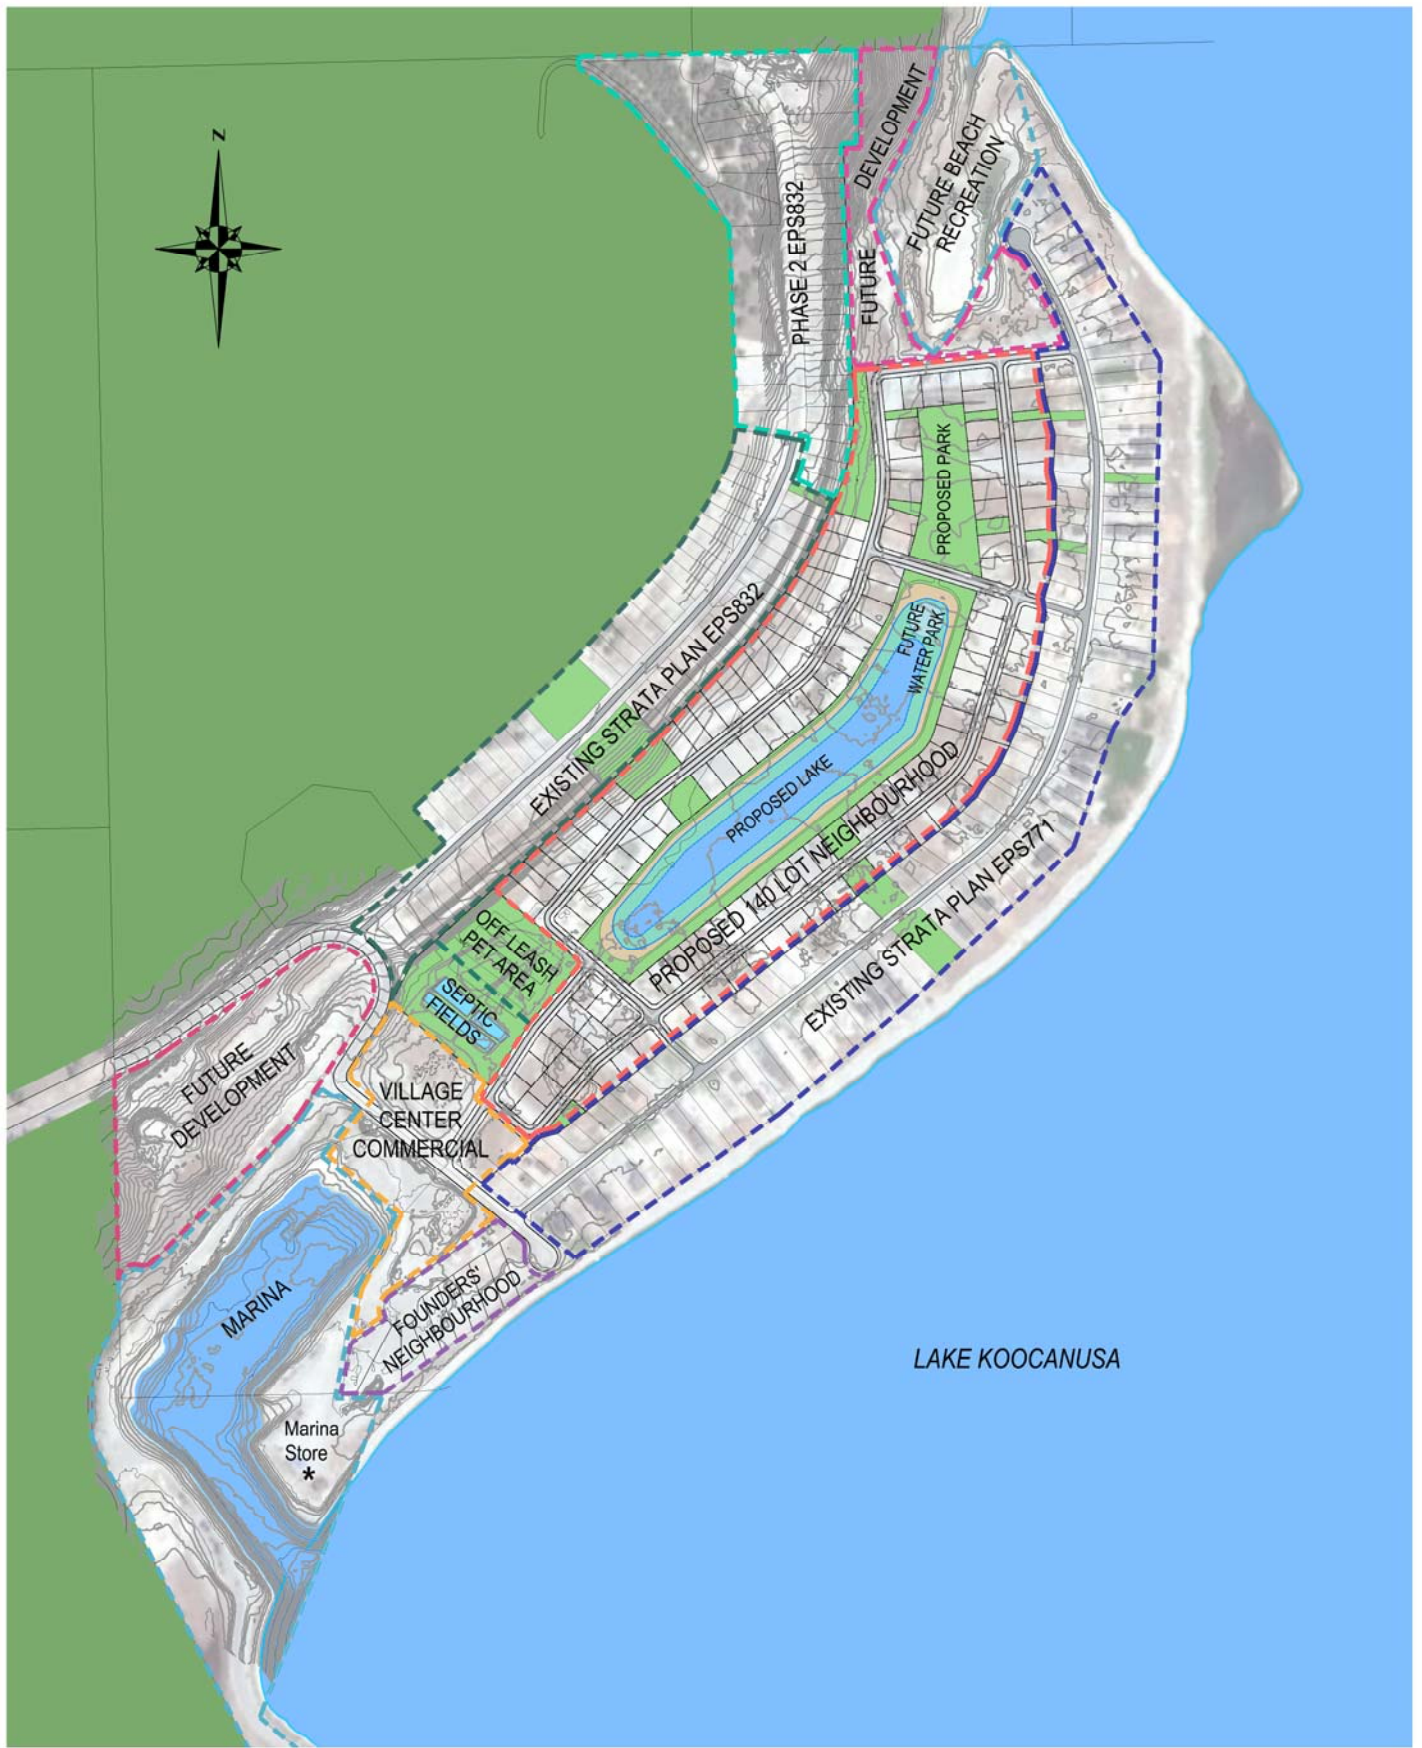 N
DEVELOPMENT
FUTURE
FUTURE BEACH
RECREATION
PHASE 2 EPS832
PROPOSED PARK
EXISTING STRATA PLAN EPS832
FUTURE
WATER PARK
PROPOSED LAKE
PROPOSED 140 LOT NEIGHBOURHOOD
EXISTING STRATA PLAN EPS771
OFF LEASH
PET-AREA
SEPTIC
FIELDS
FUTURE
DEVELOPMENT
VILLAGE
CENTER
COMMERCIAL
MARINA
FOUNDERS'
NEIGHBOURHOOD
LAKE KOOCANUSA
Marina
Store
*